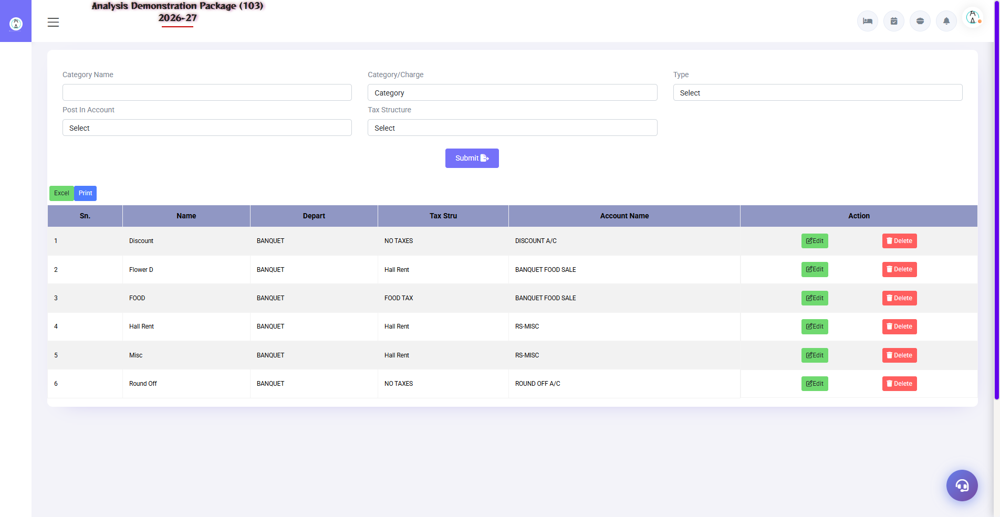 Analysis Demonstration Package (103)
2026-27
Category Name
Category/Charge
Type
Category
Select
Post In Account
Tax Structure
Select
Select
Submit
Excel Print
Sn. Name Depart Tax Stru Account Name Action
1 Discount BANQUET NO TAXES DISCOUNT A/C Edit Delete
2 Flower D BANQUET Hall Rent BANQUET FOOD SALE Edit Delete
3 FOOD BANQUET FOOD TAX BANQUET FOOD SALE Edit Delete
4 Hall Rent BANQUET Hall Rent RS-MISC Edit Delete
5 Misc BANQUET Hall Rent RS-MISC Edit Delete
6 Round Off BANQUET NO TAXES ROUND OFF A/C Edit Delete